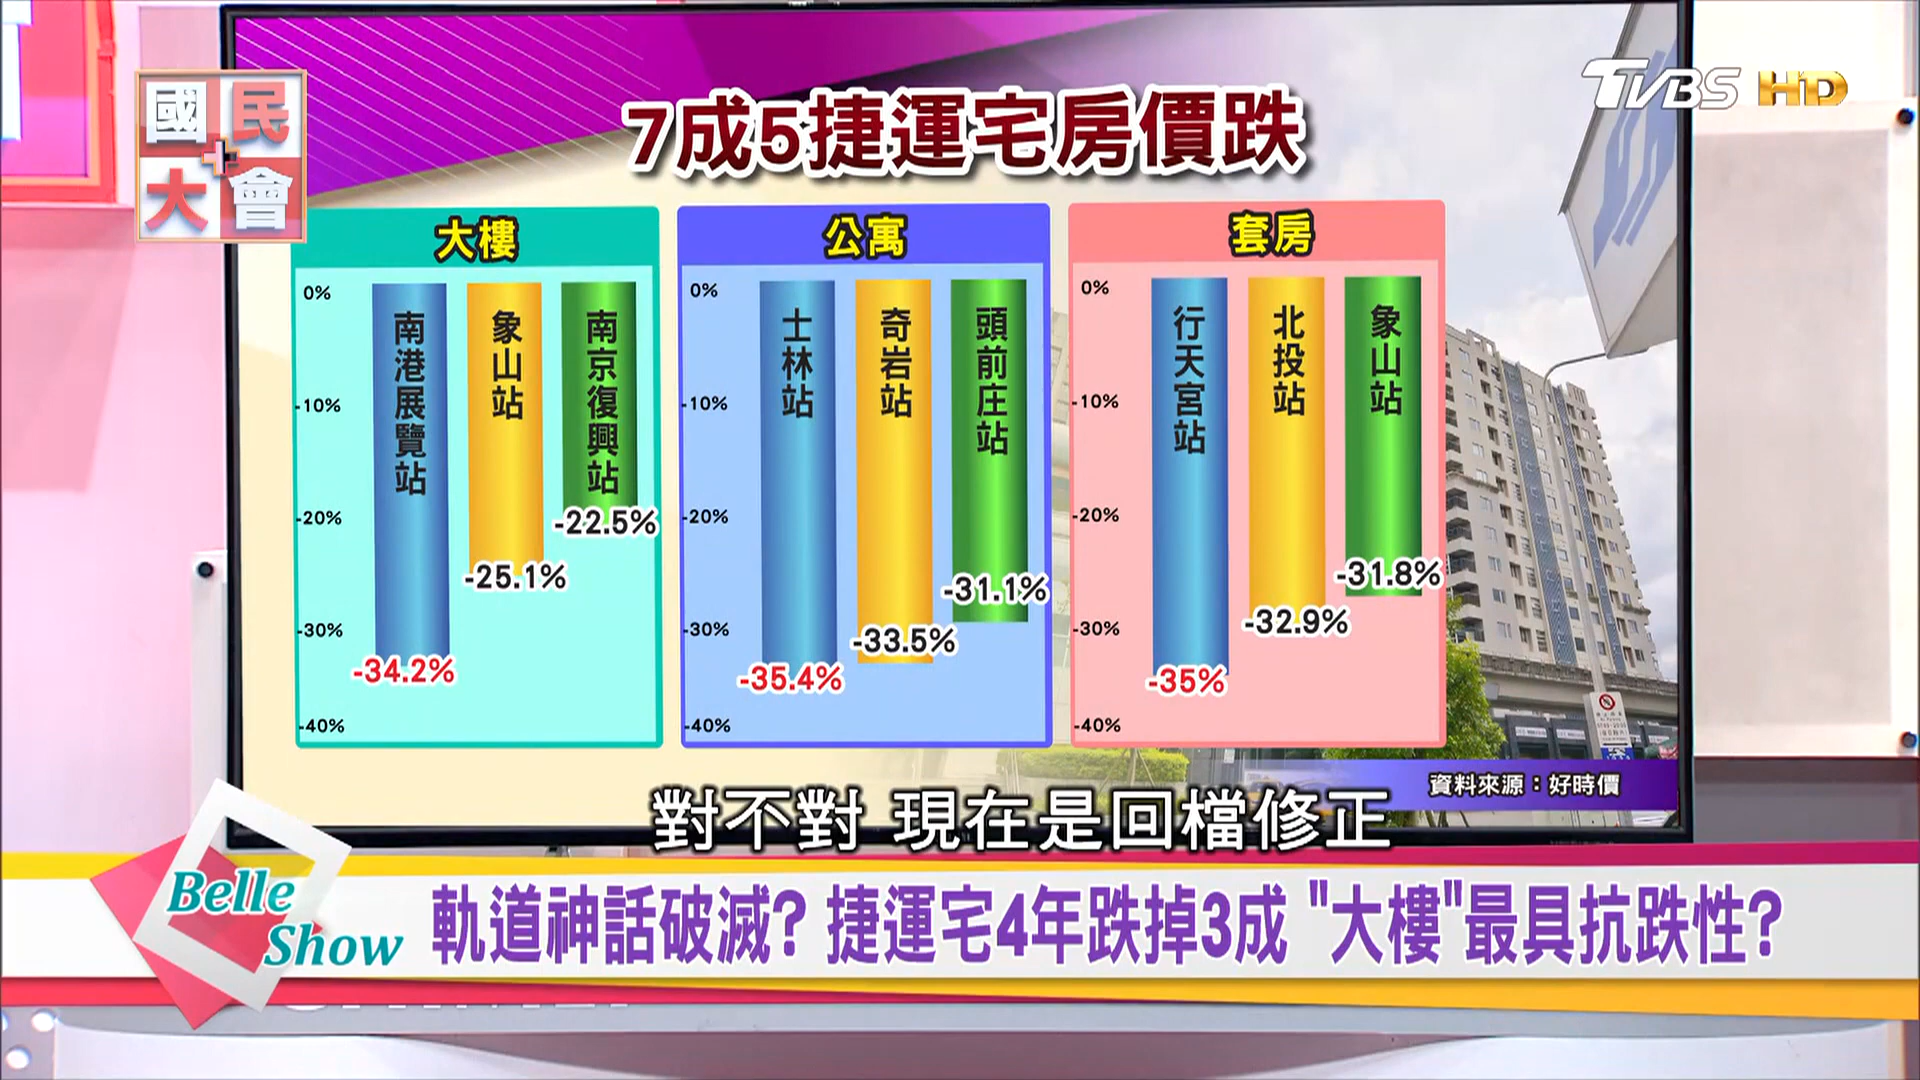 國民
大會
TVBS HD
7成5捷運宅房價跌
大樓
0%
-10%
-20%
-30%
-40%
南港展覽站
-34.2%
象山站
-25.1%
南京復興站
-22.5%
公寓
0%
-10%
-20%
-30%
-40%
士林站
-35.4%
奇岩站
-33.5%
頭前庄站
-31.1%
套房
0%
-10%
-20%
-30%
-40%
行天宮站
-35%
北投站
-32.9%
象山站
-31.8%
資料來源：好時價
對不對 現在是回檔修正
Belle
Show
軌道神話破滅? 捷運宅4年跌掉3成 "大樓"最具抗跌性?